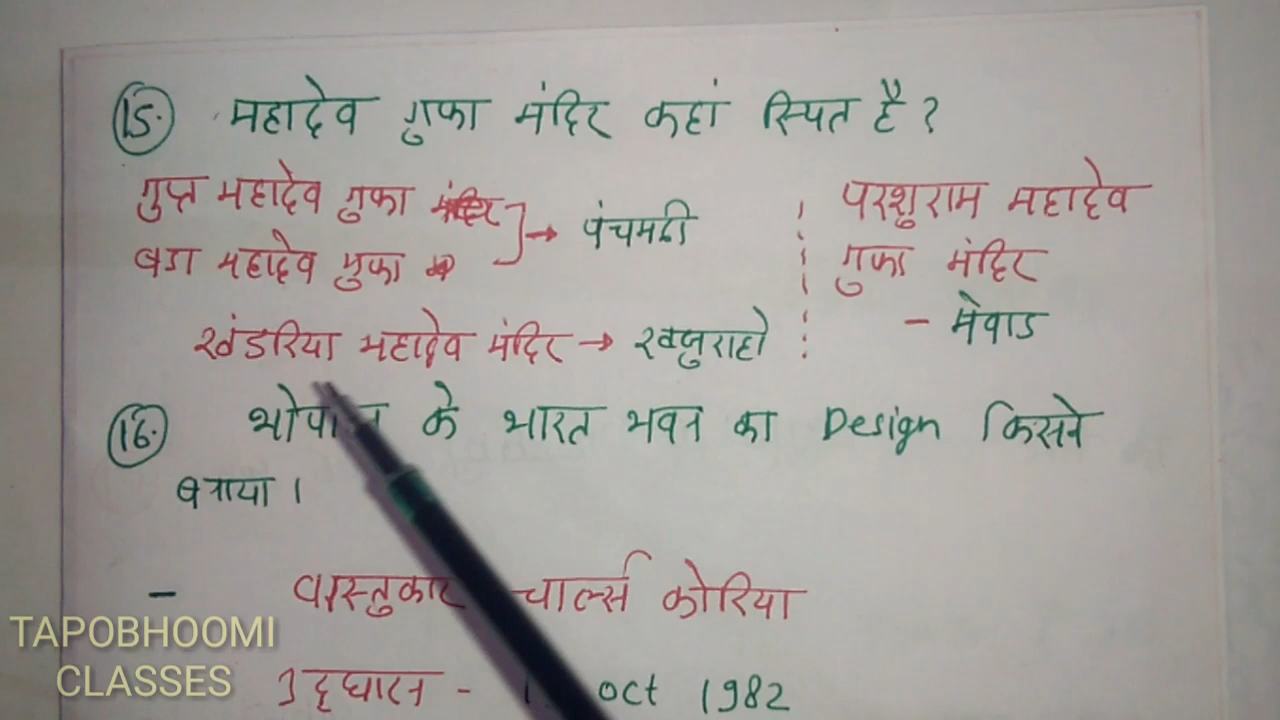 15. महादेव गुफा मंदिर कहां स्थित है?
गुप्त महादेव गुफा → पंचमढी
बडा महादेव गुफा
खंडरिया महादेव मंदिर → खजुराहो
परशुराम महादेव
गुफा मंदिर
- मेवाड
16. भोपाल के भारत भवन का Design किसने
बनाया।
- वास्तुकार चार्ल्स कोरिया
उद्घाटन - oct 1982
TAPOBHOOMI
CLASSES